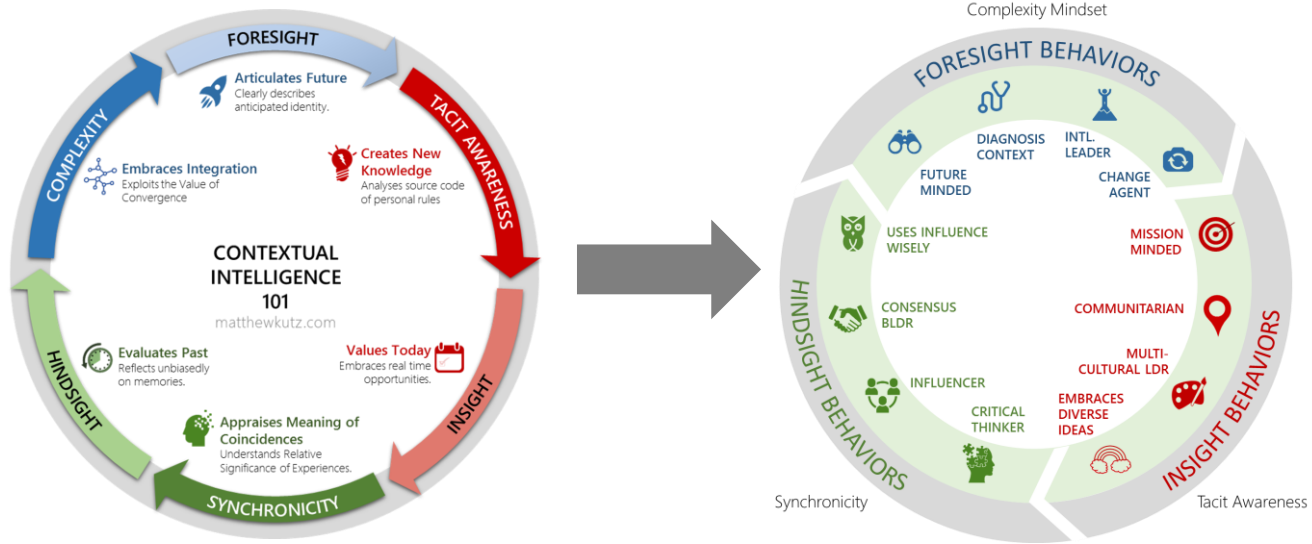 FORESIGHT
Articulates Future
Clearly describes
anticipated identity.
TACIT AWARENESS
Creates New
Knowledge
Analyses source code
of personal rules
COMPLEXITY
Embraces Integration
Exploits the Value of
Convergence
CONTEXTUAL
INTELLIGENCE
101
matthewkutz.com
Evaluates Past
Reflects unbiasedly
on memories.
Values Today
Embraces real time
opportunities.
HINDSIGHT
INSIGHT
Appraises Meaning of
Coincidences
Understands Relative
Significance of Experiences.
SYNCHRONICITY
Complexity Mindset
FORESIGHT BEHAVIORS
DIAGNOSIS
CONTEXT
INTL.
LEADER
FUTURE
MINDED
CHANGE
AGENT
USES INFLUENCE
WISELY
MISSION
MINDED
CONSENSUS
BLDR
COMMUNITARIAN
MULTI-
CULTURAL LDR
INFLUENCER
EMBRACES
DIVERSE
IDEAS
CRITICAL
THINKER
HINDSIGHT BEHAVIORS
INSIGHT BEHAVIORS
Synchronicity
Tacit Awareness